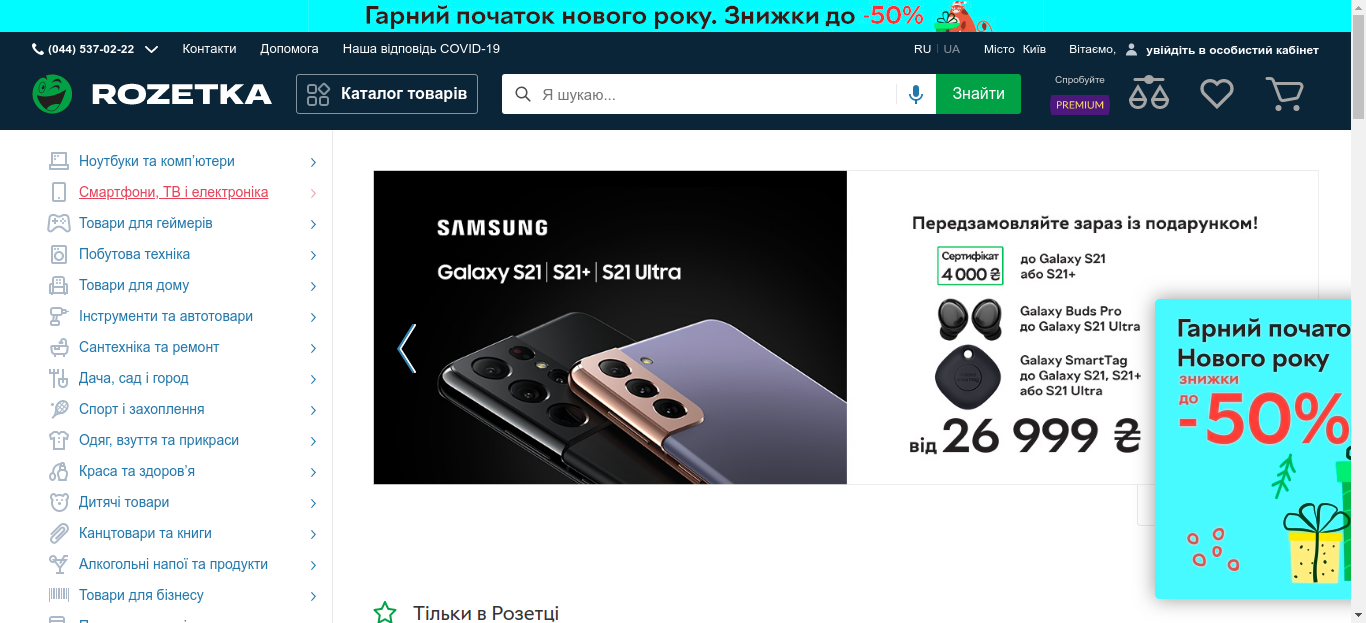 Гарний початок нового року. Знижки до -50%
(044) 537-02-22 Контакти Допомога Наша відповідь COVID-19 RU UA Місто Київ Вітаємо, увійдіть в особистий кабінет
ROZETKA Каталог товарів Я шукаю... Знайти Спробуйте
PREMIUM
Ноутбуки та комп'ютери
Смартфони, ТВ і електроніка
Товари для геймерів
Побутова техніка
Товари для дому
Інструменти та автотовари
Сантехніка та ремонт
Дача, сад і город
Спорт і захоплення
Одяг, взуття та прикраси
Краса та здоров'я
Дитячі товари
Канцтовари та книги
Алкогольні напої та продукти
Товари для бізнесу
SAMSUNG
Galaxy S21 | S21+ | S21 Ultra
Передзамовляйте зараз із подарунком!
Сертифікат
4 000 ₴
до Galaxy S21
або S21+
Galaxy Buds Pro
до Galaxy S21 Ultra
Galaxy SmartTag
до Galaxy S21, S21+
або S21 Ultra
від 26 999 ₴
Гарний почато
Нового року
знижки
до -50%
Тільки в Розетці